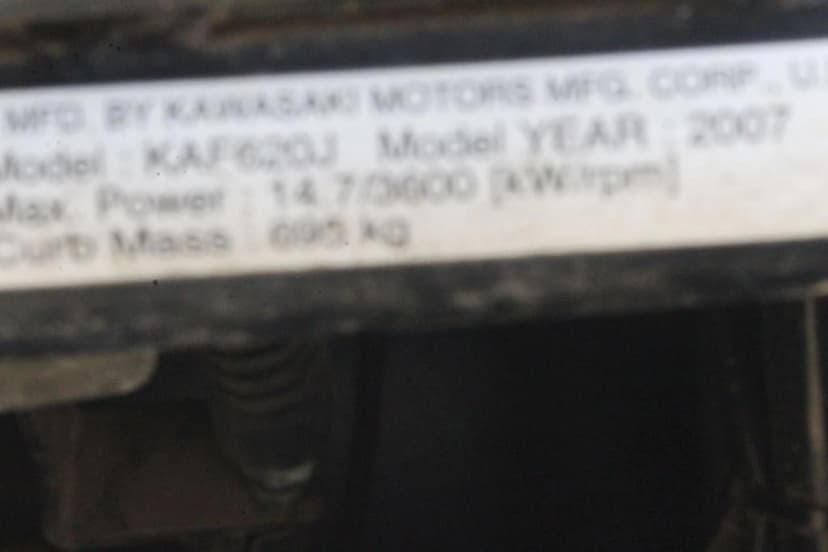 MFD. BY KAWASAKI MOTORS MFG. CORP., U.
Model : KAF620J Model YEAR : 2007
Max. Power : 14.7/3600 [kW/rpm]
Curb Mass : kg